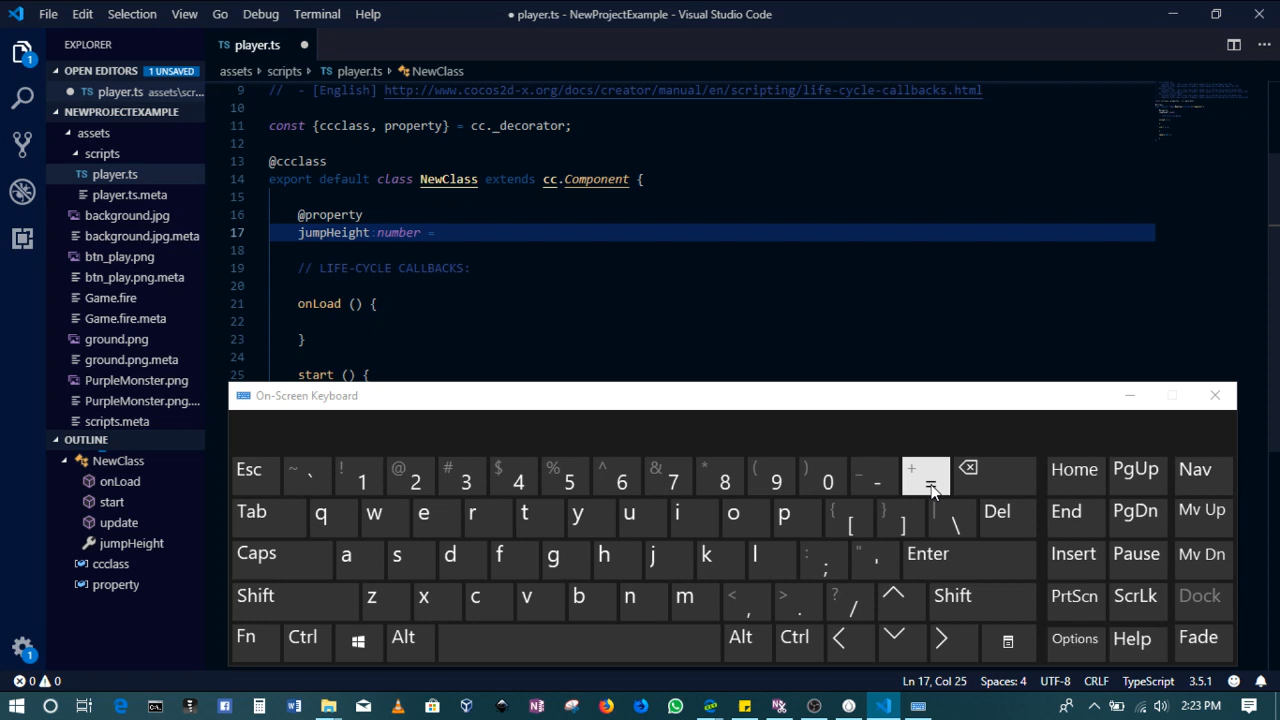 File Edit Selection View Go Debug Terminal Help
● player.ts - NewProjectExample - Visual Studio Code
EXPLORER
OPEN EDITORS 1 UNSAVED
player.ts assets\scr...
NEWPROJECTEXAMPLE
assets
scripts
TS player.ts
player.ts.meta
background.jpg
background.jpg.meta
btn_play.png
btn_play.png.meta
Game.fire
Game.fire.meta
ground.png
ground.png.meta
PurpleMonster.png
PurpleMonster.png....
scripts.meta
OUTLINE
NewClass
onLoad
start
update
jumpHeight
ccclass
property
TS player.ts ●
assets › scripts › TS player.ts › NewClass
9 // - [English] http://www.cocos2d-x.org/docs/creator/manual/en/scripting/life-cycle-callbacks.html
10
11 const {ccclass, property} = cc._decorator;
12
13 @ccclass
14 export default class NewClass extends cc.Component {
15
16 @property
17 jumpHeight:number =
18
19 // LIFE-CYCLE CALLBACKS:
20
21 onLoad () {
22
23 }
24
25 start () {
On-Screen Keyboard
Esc ~ ` ! 1 @ 2 # 3 $ 4 % 5 ^ 6 & 7 * 8 ( 9 ) 0 _ - + = Home PgUp Nav
Tab q w e r t y u i o p { [ } ] | \ Del End PgDn Mv Up
Caps a s d f g h j k l : ; " ' Enter Insert Pause Mv Dn
Shift z x c v b n m < , > . ? / Shift PrtScn ScrLk Dock
Fn Ctrl Alt Alt Ctrl Options Help Fade
0 0 Ln 17, Col 25 Spaces: 4 UTF-8 CRLF TypeScript 3.5.1
2:23 PM